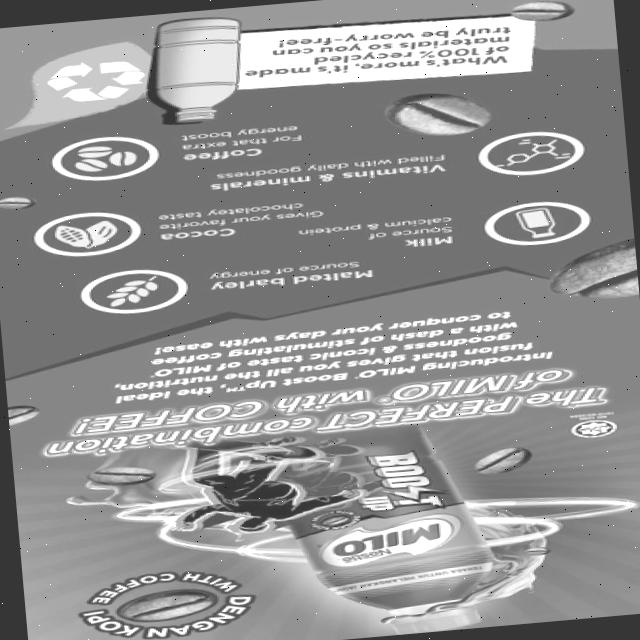 DENGAN KOPI
WITH COFFEE
Nestlé
MILO
BOOST
UP
The PERFECT combination
of MILO® with COFFEE!
Introducing MILO® Boost Up™, the ideal
fusion that gives you all the nutrition,
goodness & iconic taste of MILO®
with a dash of stimulating coffee
to conquer your days with ease!
Malted barley
Source of energy
Milk
Source of
calcium & protein
Cocoa
Gives your favorite
chocolatey taste
Vitamins & minerals
Filled with daily goodness
Coffee
For that extra
energy boost
What's more, it's made
of 100% recycled
materials so you can
truly be worry-free!